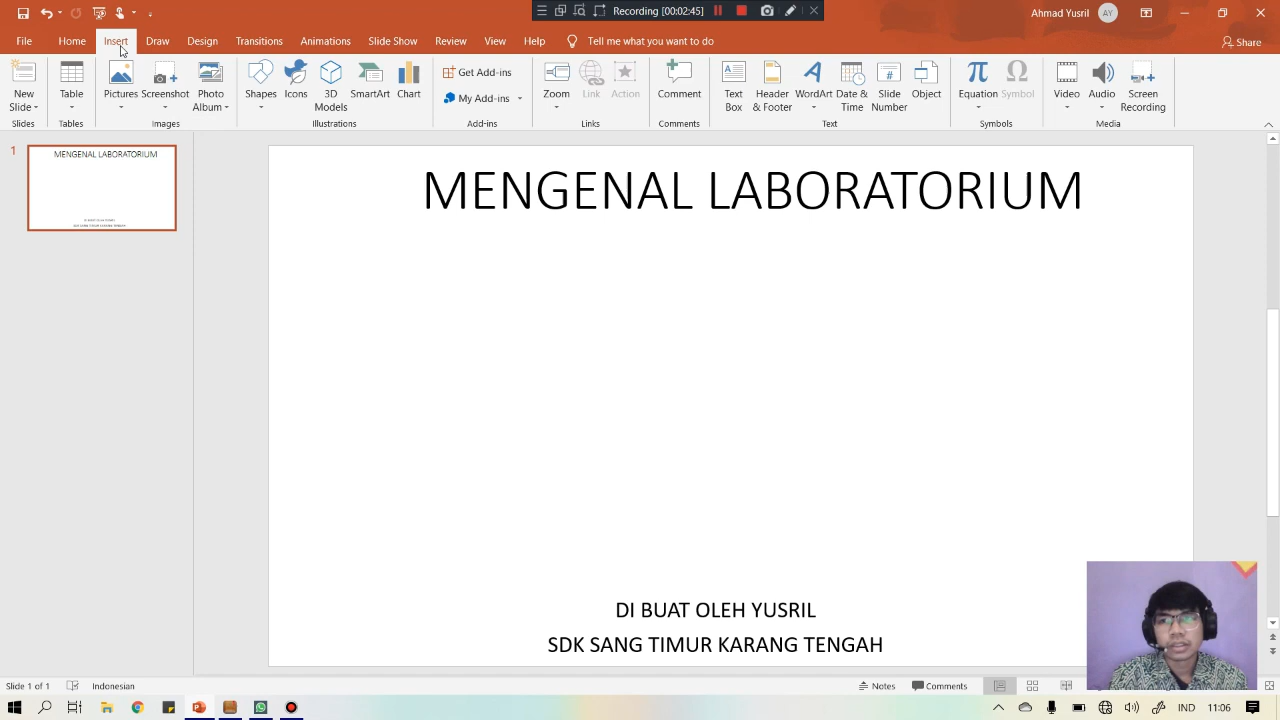 Recording [00:02:45]
Ahmad Yusril AY
File Home Insert Draw Design Transitions Animations Slide Show Review View Help Tell me what you want to do Share
New Slide Table Pictures Screenshot Photo Album Shapes Icons 3D Models SmartArt Chart Get Add-ins My Add-ins Zoom Link Action Comment Text Box Header & Footer WordArt Date & Time Slide Number Object Equation Symbol Video Audio Screen Recording
Slides Tables Images Illustrations Add-ins Links Comments Text Symbols Media
1
MENGENAL LABORATORIUM
MENGENAL LABORATORIUM
DI BUAT OLEH YUSRIL
SDK SANG TIMUR KARANG TENGAH
Slide 1 of 1 Indonesian Notes Comments
IND 11:06